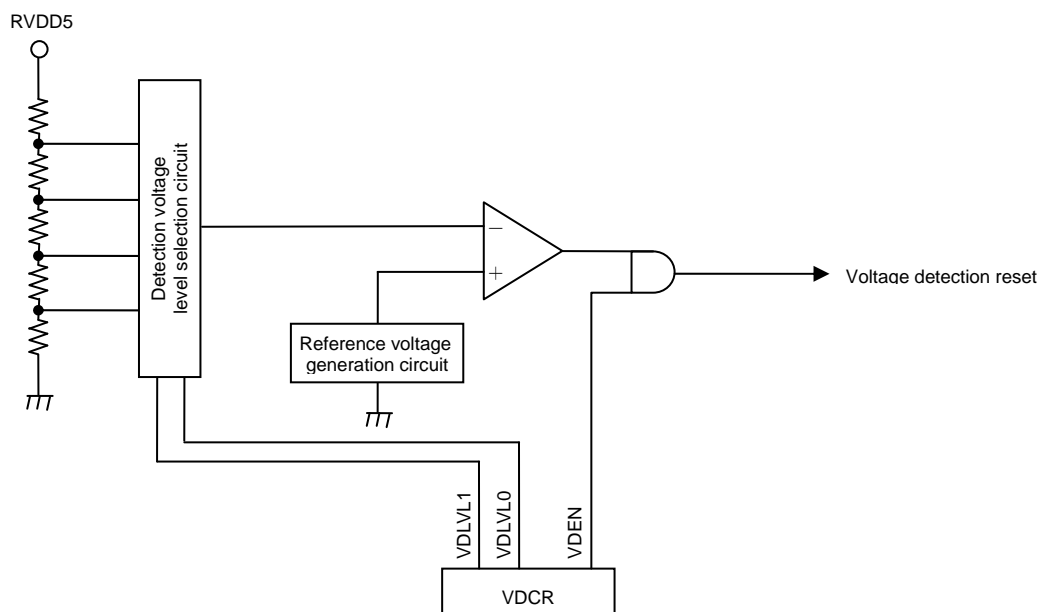 RVDD5
Detection voltage
level selection circuit
−
+
Reference voltage
generation circuit
Voltage detection reset
VDLVL1
VDLVL0
VDEN
VDCR